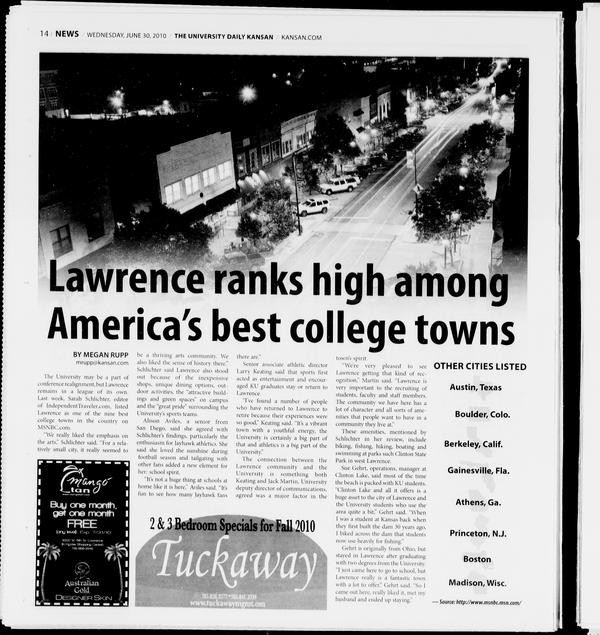 14 / NEWS / WEDNESDAY, JUNE 30, 2010 / THE UNIVERSITY DAILY KANSAN / KANSAN.COM
Lawrence ranks high among
America's best college towns
BY MEGAN RUPP
mrupp@kansan.com
The University may be a part of
conference realignment, but Lawrence
remains in a league of its own.
Last week, Sarah Schlichter, editor
of IndependentTraveler.com, listed
Lawrence as one of the nine best
college towns in the country on
MSNBC.com.
"We really liked the emphasis on
the arts," Schlichter said. "For a rela-
tively small city, it really seemed to
be a thriving arts community. We
also liked the sense of history there."
Schlichter said Lawrence also stood
out because of the inexpensive
shops, unique dining options, out-
door activities, the "attractive build-
ings and green spaces" on campus
and the "great pride" surrounding the
University's sports teams.
Alison Aviles, a senior from
San Diego, said she agreed with
Schlichter's findings, particularly the
enthusiasm for Jayhawk athletics. She
said she loved the sunshine during
football season and tailgating with
other fans added a new element for
her: school spirit.
"It's not a huge thing at schools at
home like it is here," Aviles said. "It's
fun to see how many Jayhawk fans
there are."
Senior associate athletic director
Larry Keating said that sports first
acted as entertainment and encour-
aged KU graduates stay or return to
Lawrence.
"I've found a number of people
who have returned to Lawrence to
retire because their experiences were
so good," Keating said. "It's a vibrant
town with a youthful energy, the
University is certainly a big part of
that and athletics is a big part of the
University."
The connection between the
Lawrence community and the
University is something both
Keating and Jack Martin, University
deputy director of communications,
agreed was a major factor in the
town's spirit.
"We're very pleased to see
Lawrence getting that kind of rec-
ognition," Martin said. "Lawrence is
very important to the recruiting of
students, faculty and staff members.
The community we have here has a
lot of character and all sorts of ame-
nities that people want to have in a
community they live in."
These amenities, mentioned by
Schlichter in her review, include
biking, fishing, hiking, boating and
swimming at parks such Clinton State
Park in west Lawrence.
Sue Gehrt, operations, manager at
Clinton Lake, said most of the time
the beach is packed with KU students.
"Clinton Lake and all it offers is a
huge asset to the city of Lawrence and
the University students who use the
area quite a bit," Gehrt said. "When
I was a student at Kansas back when
they first built the dam 30 years ago,
I biked across the dam that students
now use heavily for fishing."
Gehrt is originally from Ohio, but
stayed in Lawrence after graduating
with two degrees from the University.
"I just came here to go to school, but
Lawrence really is a fantastic town
with a lot to offer," Gehrt said. "So I
came out here, really liked it, met my
husband and ended up staying."
OTHER CITIES LISTED
Austin, Texas
Boulder, Colo.
Berkeley, Calif.
Gainesville, Fla.
Athens, Ga.
Princeton, N.J.
Boston
Madison, Wisc.
— Source: http://www.msnbc.msn.com/
mango
tan
Buy one month,
get one month
FREE
Australian
Gold
DESIGNER SKIN
2 & 3 Bedroom Specials for Fall 2010
Tuckaway
www.tuckawaymgmt.com